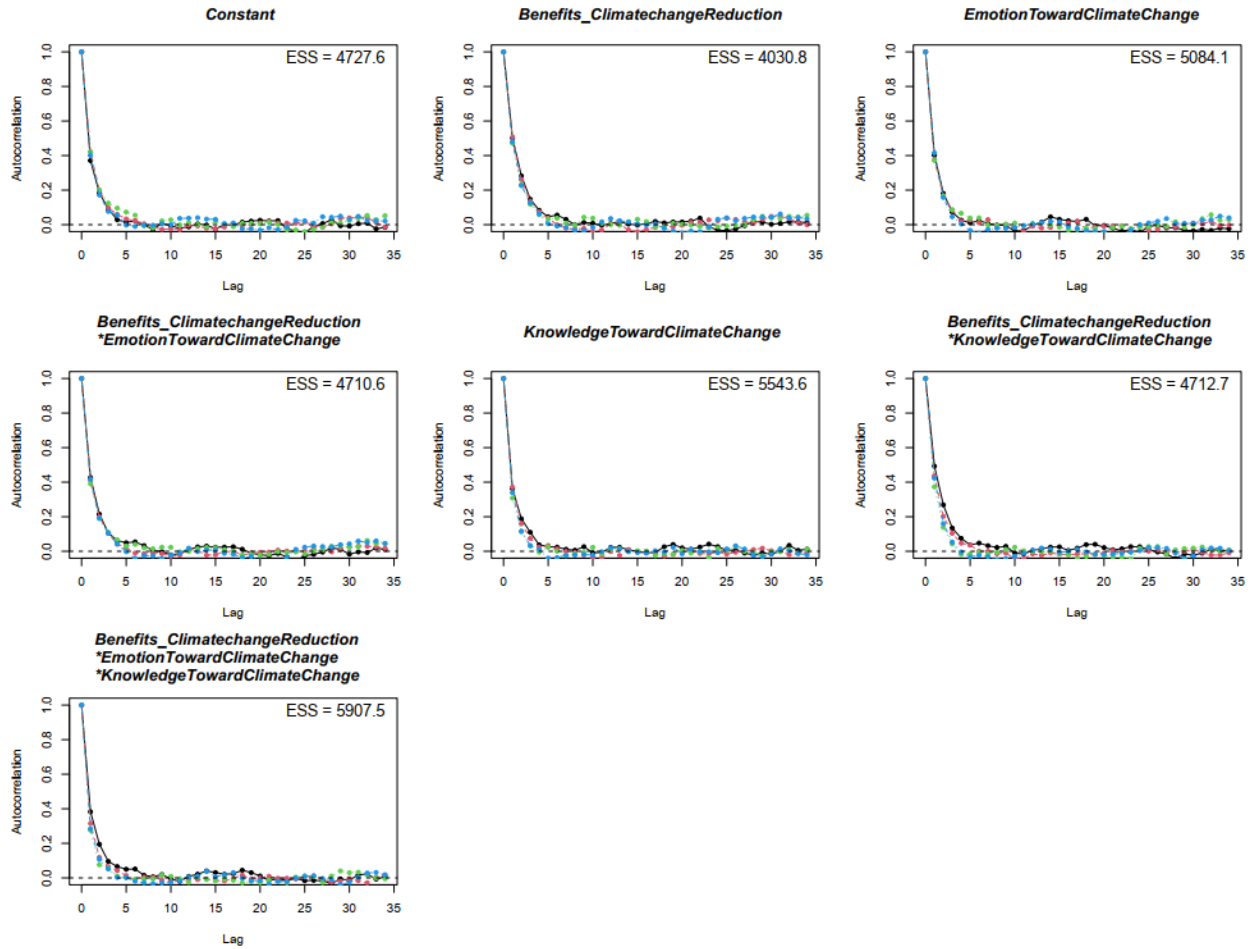 Constant
ESS = 4727.6
Autocorrelation
0.0 0.2 0.4 0.6 0.8 1.0
0 5 10 15 20 25 30 35
Lag
Benefits_ClimatechangeReduction
ESS = 4030.8
Autocorrelation
0.0 0.2 0.4 0.6 0.8 1.0
0 5 10 15 20 25 30 35
Lag
EmotionTowardClimateChange
ESS = 5084.1
Autocorrelation
0.0 0.2 0.4 0.6 0.8 1.0
0 5 10 15 20 25 30 35
Lag
Benefits_ClimatechangeReduction
*EmotionTowardClimateChange
ESS = 4710.6
Autocorrelation
0.0 0.2 0.4 0.6 0.8 1.0
0 5 10 15 20 25 30 35
Lag
KnowledgeTowardClimateChange
ESS = 5543.6
Autocorrelation
0.0 0.2 0.4 0.6 0.8 1.0
0 5 10 15 20 25 30 35
Lag
Benefits_ClimatechangeReduction
*KnowledgeTowardClimateChange
ESS = 4712.7
Autocorrelation
0.0 0.2 0.4 0.6 0.8 1.0
0 5 10 15 20 25 30 35
Lag
Benefits_ClimatechangeReduction
*EmotionTowardClimateChange
*KnowledgeTowardClimateChange
ESS = 5907.5
Autocorrelation
0.0 0.2 0.4 0.6 0.8 1.0
0 5 10 15 20 25 30 35
Lag